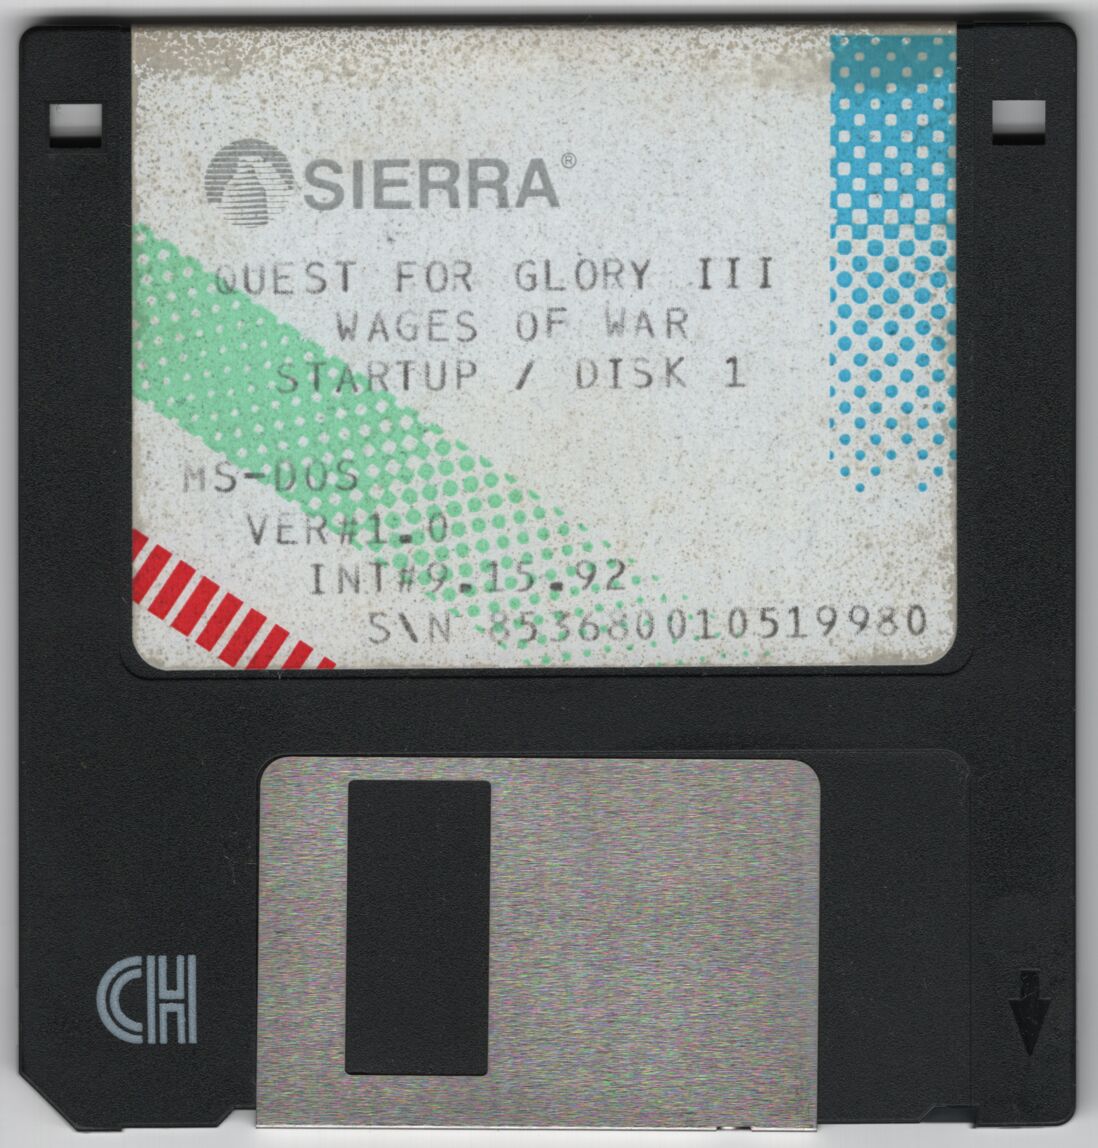 SIERRA®
QUEST FOR GLORY III
WAGES OF WAR
STARTUP / DISK 1
MS-DOS
VER#1.0
INT#9.15.92
S\N 853680010519980
CH